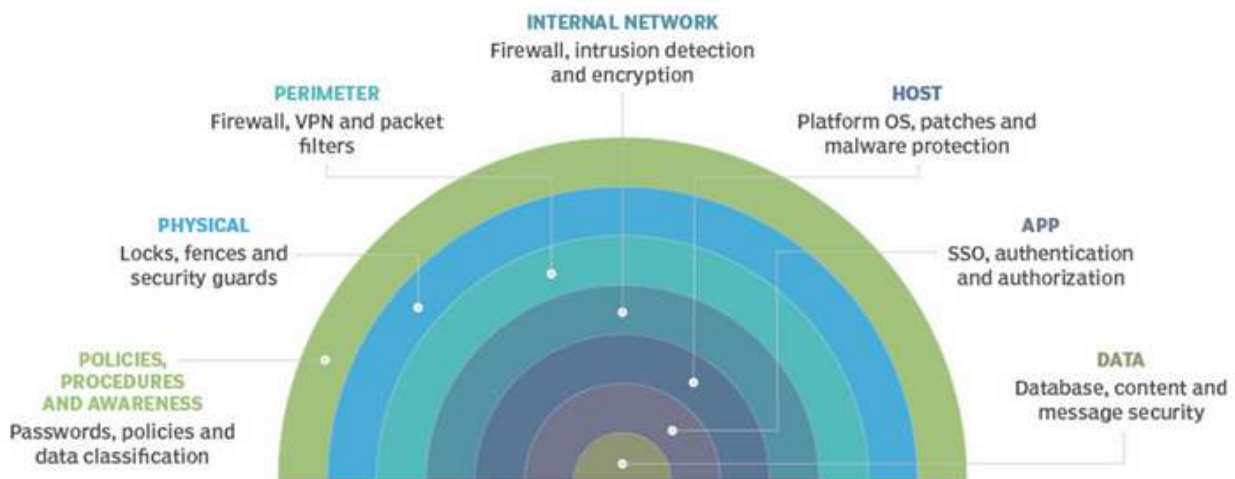 INTERNAL NETWORK
Firewall, intrusion detection
and encryption
PERIMETER
Firewall, VPN and packet
filters
HOST
Platform OS, patches and
malware protection
PHYSICAL
Locks, fences and
security guards
APP
SSO, authentication
and authorization
POLICIES,
PROCEDURES
AND AWARENESS
Passwords, policies and
data classification
DATA
Database, content and
message security